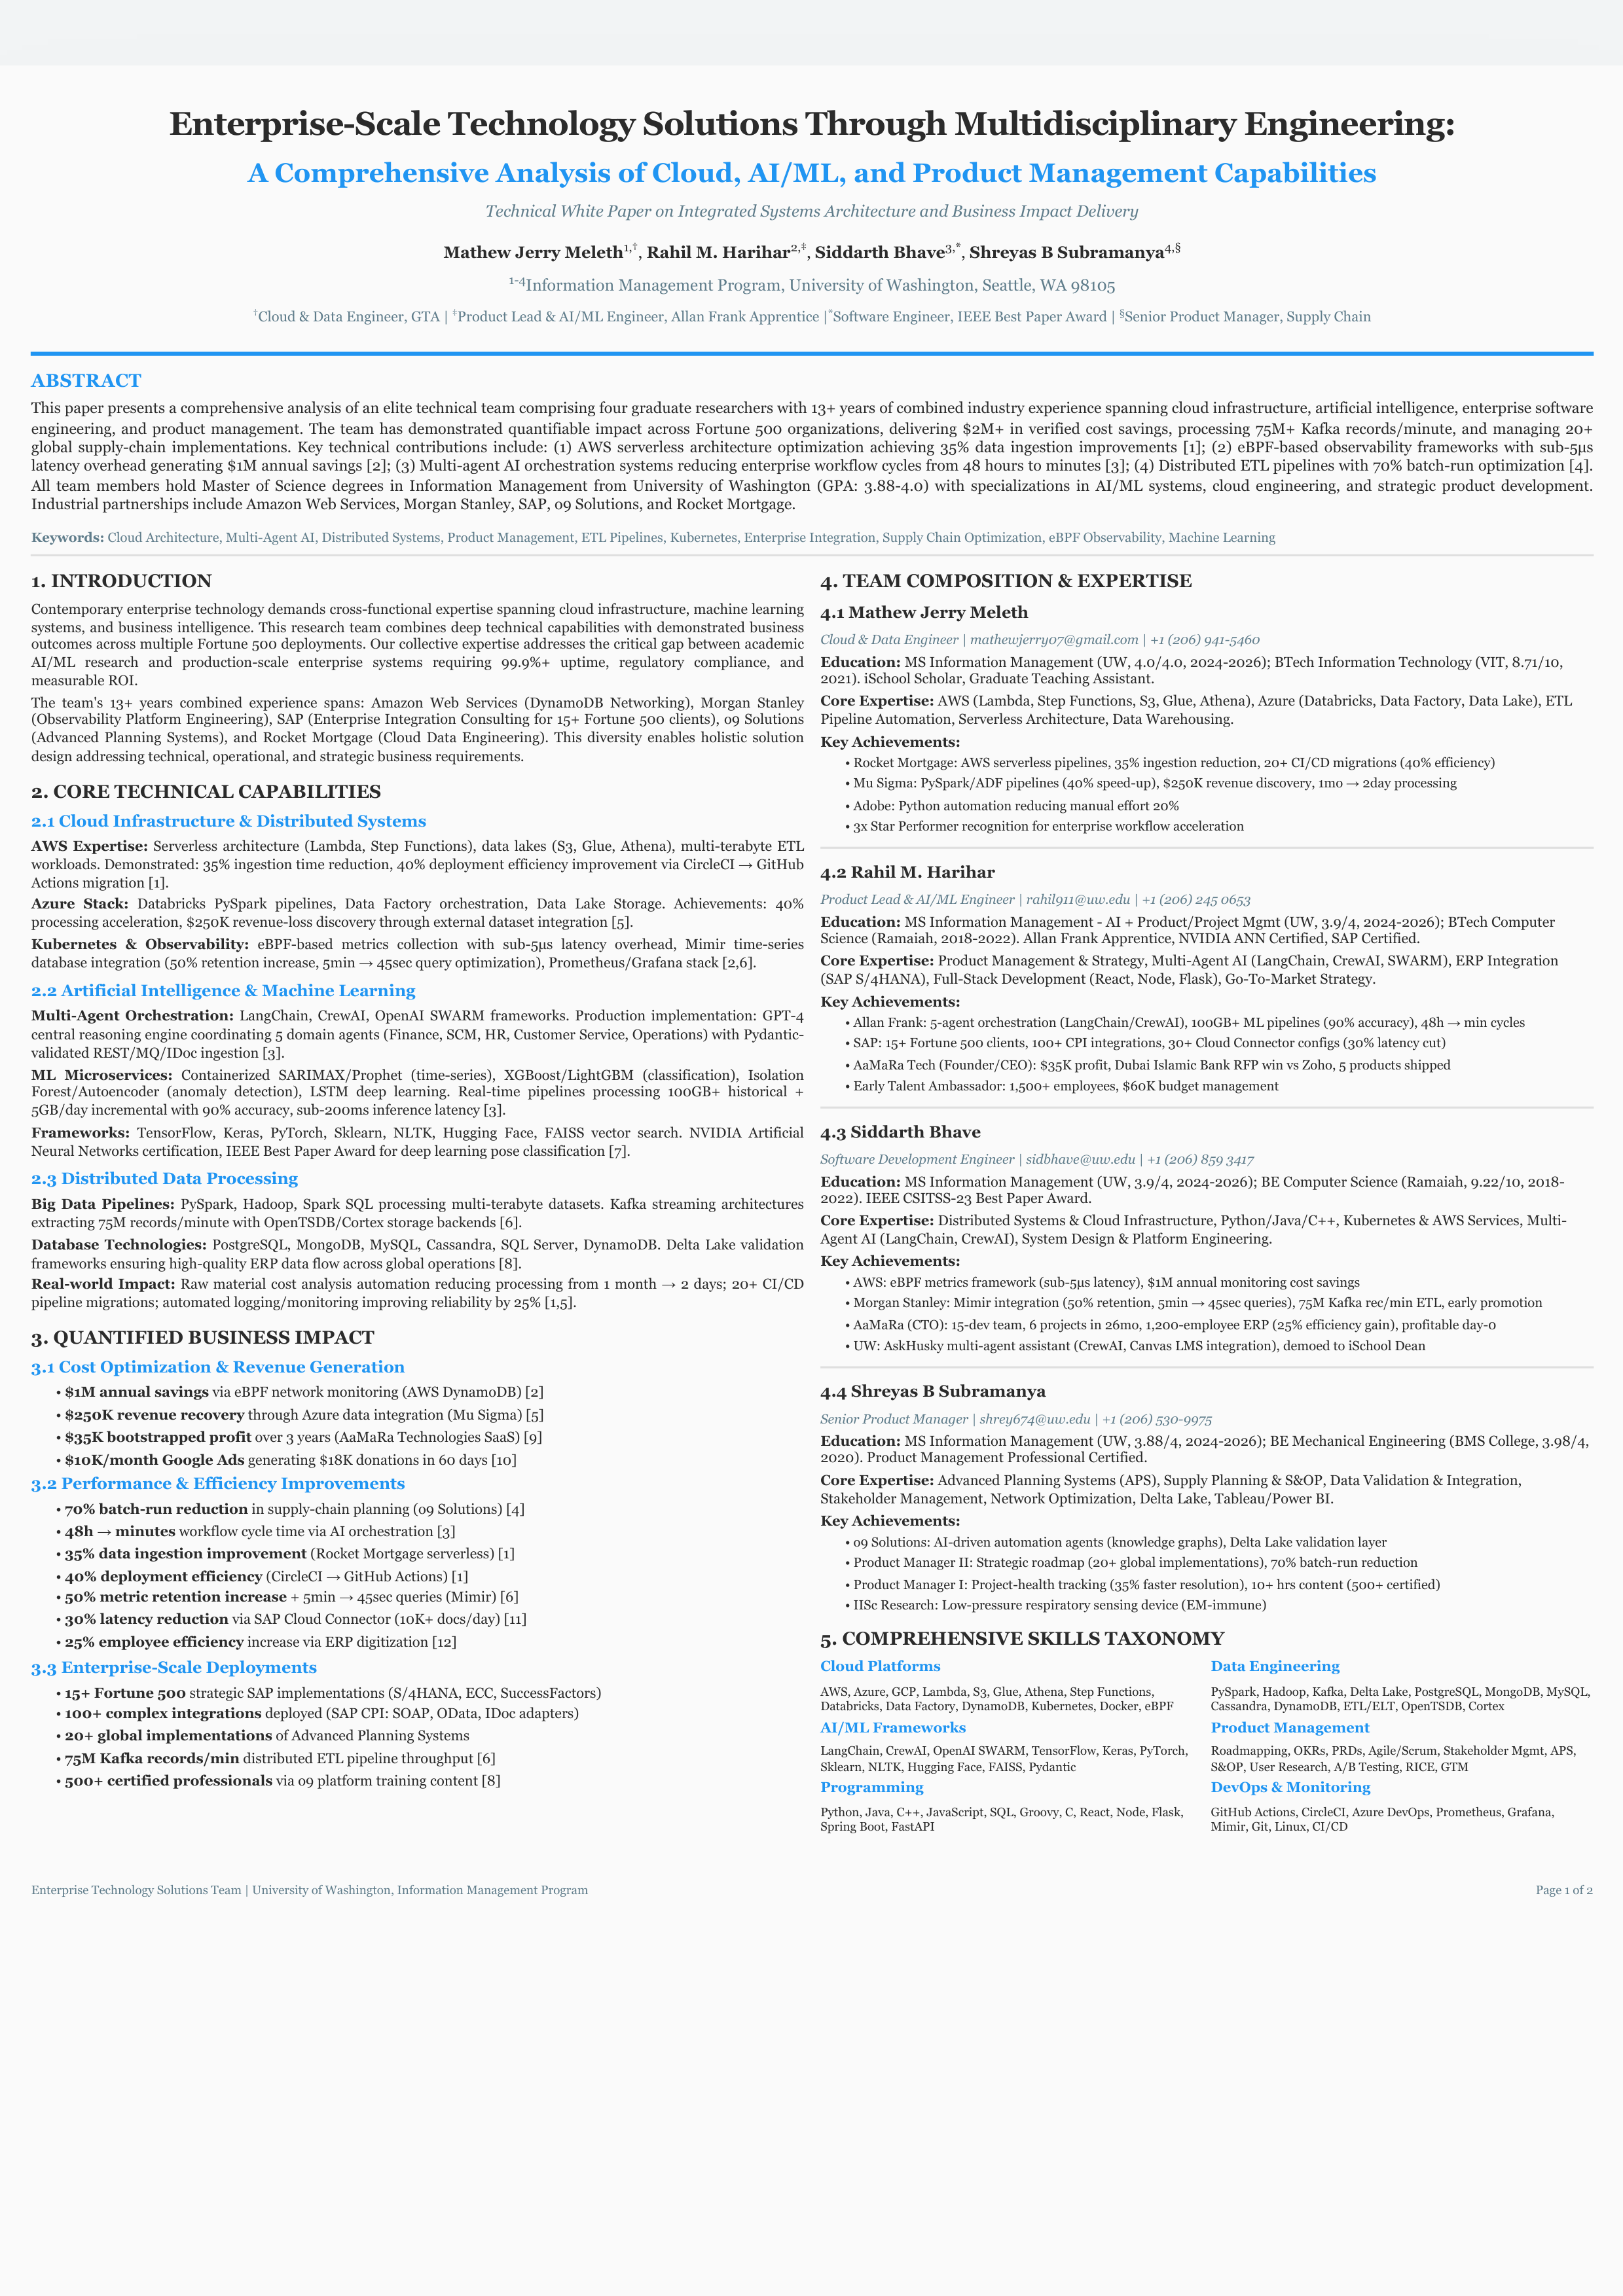 Enterprise-Scale Technology Solutions Through Multidisciplinary Engineering:
A Comprehensive Analysis of Cloud, AI/ML, and Product Management Capabilities
Technical White Paper on Integrated Systems Architecture and Business Impact Delivery
Mathew Jerry Meleth1,†, Rahil M. Harihar2,‡, Siddarth Bhave3,*, Shreyas B Subramanya4,§
1-4Information Management Program, University of Washington, Seattle, WA 98105
†Cloud & Data Engineer, GTA | ‡Product Lead & AI/ML Engineer, Allan Frank Apprentice |*Software Engineer, IEEE Best Paper Award | §Senior Product Manager, Supply Chain
ABSTRACT
This paper presents a comprehensive analysis of an elite technical team comprising four graduate researchers with 13+ years of combined industry experience spanning cloud infrastructure, artificial intelligence, enterprise software
engineering, and product management. The team has demonstrated quantifiable impact across Fortune 500 organizations, delivering $2M+ in verified cost savings, processing 75M+ Kafka records/minute, and managing 20+
global supply-chain implementations. Key technical contributions include: (1) AWS serverless architecture optimization achieving 35% data ingestion improvements [1]; (2) eBPF-based observability frameworks with sub-5µs
latency overhead generating $1M annual savings [2]; (3) Multi-agent AI orchestration systems reducing enterprise workflow cycles from 48 hours to minutes [3]; (4) Distributed ETL pipelines with 70% batch-run optimization [4].
All team members hold Master of Science degrees in Information Management from University of Washington (GPA: 3.88-4.0) with specializations in AI/ML systems, cloud engineering, and strategic product development.
Industrial partnerships include Amazon Web Services, Morgan Stanley, SAP, o9 Solutions, and Rocket Mortgage.
Keywords: Cloud Architecture, Multi-Agent AI, Distributed Systems, Product Management, ETL Pipelines, Kubernetes, Enterprise Integration, Supply Chain Optimization, eBPF Observability, Machine Learning
1. INTRODUCTION
Contemporary enterprise technology demands cross-functional expertise spanning cloud infrastructure, machine learning
systems, and business intelligence. This research team combines deep technical capabilities with demonstrated business
outcomes across multiple Fortune 500 deployments. Our collective expertise addresses the critical gap between academic
AI/ML research and production-scale enterprise systems requiring 99.9%+ uptime, regulatory compliance, and
measurable ROI.
The team's 13+ years combined experience spans: Amazon Web Services (DynamoDB Networking), Morgan Stanley
(Observability Platform Engineering), SAP (Enterprise Integration Consulting for 15+ Fortune 500 clients), o9 Solutions
(Advanced Planning Systems), and Rocket Mortgage (Cloud Data Engineering). This diversity enables holistic solution
design addressing technical, operational, and strategic business requirements.
2. CORE TECHNICAL CAPABILITIES
2.1 Cloud Infrastructure & Distributed Systems
AWS Expertise: Serverless architecture (Lambda, Step Functions), data lakes (S3, Glue, Athena), multi-terabyte ETL
workloads. Demonstrated: 35% ingestion time reduction, 40% deployment efficiency improvement via CircleCI → GitHub
Actions migration [1].
Azure Stack: Databricks PySpark pipelines, Data Factory orchestration, Data Lake Storage. Achievements: 40%
processing acceleration, $250K revenue-loss discovery through external dataset integration [5].
Kubernetes & Observability: eBPF-based metrics collection with sub-5µs latency overhead, Mimir time-series
database integration (50% retention increase, 5min → 45sec query optimization), Prometheus/Grafana stack [2,6].
2.2 Artificial Intelligence & Machine Learning
Multi-Agent Orchestration: LangChain, CrewAI, OpenAI SWARM frameworks. Production implementation: GPT-4
central reasoning engine coordinating 5 domain agents (Finance, SCM, HR, Customer Service, Operations) with Pydantic-
validated REST/MQ/IDoc ingestion [3].
ML Microservices: Containerized SARIMAX/Prophet (time-series), XGBoost/LightGBM (classification), Isolation
Forest/Autoencoder (anomaly detection), LSTM deep learning. Real-time pipelines processing 100GB+ historical +
5GB/day incremental with 90% accuracy, sub-200ms inference latency [3].
Frameworks: TensorFlow, Keras, PyTorch, Sklearn, NLTK, Hugging Face, FAISS vector search. NVIDIA Artificial
Neural Networks certification, IEEE Best Paper Award for deep learning pose classification [7].
2.3 Distributed Data Processing
Big Data Pipelines: PySpark, Hadoop, Spark SQL processing multi-terabyte datasets. Kafka streaming architectures
extracting 75M records/minute with OpenTSDB/Cortex storage backends [6].
Database Technologies: PostgreSQL, MongoDB, MySQL, Cassandra, SQL Server, DynamoDB. Delta Lake validation
frameworks ensuring high-quality ERP data flow across global operations [8].
Real-world Impact: Raw material cost analysis automation reducing processing from 1 month → 2 days; 20+ CI/CD
pipeline migrations; automated logging/monitoring improving reliability by 25% [1,5].
3. QUANTIFIED BUSINESS IMPACT
3.1 Cost Optimization & Revenue Generation
• $1M annual savings via eBPF network monitoring (AWS DynamoDB) [2]
• $250K revenue recovery through Azure data integration (Mu Sigma) [5]
• $35K bootstrapped profit over 3 years (AaMaRa Technologies SaaS) [9]
• $10K/month Google Ads generating $18K donations in 60 days [10]
3.2 Performance & Efficiency Improvements
• 70% batch-run reduction in supply-chain planning (o9 Solutions) [4]
• 48h → minutes workflow cycle time via AI orchestration [3]
• 35% data ingestion improvement (Rocket Mortgage serverless) [1]
• 40% deployment efficiency (CircleCI → GitHub Actions) [1]
• 50% metric retention increase + 5min → 45sec queries (Mimir) [6]
• 30% latency reduction via SAP Cloud Connector (10K+ docs/day) [11]
• 25% employee efficiency increase via ERP digitization [12]
3.3 Enterprise-Scale Deployments
• 15+ Fortune 500 strategic SAP implementations (S/4HANA, ECC, SuccessFactors)
• 100+ complex integrations deployed (SAP CPI: SOAP, OData, IDoc adapters)
• 20+ global implementations of Advanced Planning Systems
• 75M Kafka records/min distributed ETL pipeline throughput [6]
• 500+ certified professionals via o9 platform training content [8]
4. TEAM COMPOSITION & EXPERTISE
4.1 Mathew Jerry Meleth
Cloud & Data Engineer | mathewjerry07@gmail.com | +1 (206) 941-5460
Education: MS Information Management (UW, 4.0/4.0, 2024-2026); BTech Information Technology (VIT, 8.71/10,
2021). iSchool Scholar, Graduate Teaching Assistant.
Core Expertise: AWS (Lambda, Step Functions, S3, Glue, Athena), Azure (Databricks, Data Factory, Data Lake), ETL
Pipeline Automation, Serverless Architecture, Data Warehousing.
Key Achievements:
• Rocket Mortgage: AWS serverless pipelines, 35% ingestion reduction, 20+ CI/CD migrations (40% efficiency)
• Mu Sigma: PySpark/ADF pipelines (40% speed-up), $250K revenue discovery, 1mo → 2day processing
• Adobe: Python automation reducing manual effort 20%
• 3x Star Performer recognition for enterprise workflow acceleration
4.2 Rahil M. Harihar
Product Lead & AI/ML Engineer | rahil911@uw.edu | +1 (206) 245 0653
Education: MS Information Management - AI + Product/Project Mgmt (UW, 3.9/4, 2024-2026); BTech Computer
Science (Ramaiah, 2018-2022). Allan Frank Apprentice, NVIDIA ANN Certified, SAP Certified.
Core Expertise: Product Management & Strategy, Multi-Agent AI (LangChain, CrewAI, SWARM), ERP Integration
(SAP S/4HANA), Full-Stack Development (React, Node, Flask), Go-To-Market Strategy.
Key Achievements:
• Allan Frank: 5-agent orchestration (LangChain/CrewAI), 100GB+ ML pipelines (90% accuracy), 48h → min cycles
• SAP: 15+ Fortune 500 clients, 100+ CPI integrations, 30+ Cloud Connector configs (30% latency cut)
• AaMaRa Tech (Founder/CEO): $35K profit, Dubai Islamic Bank RFP win vs Zoho, 5 products shipped
• Early Talent Ambassador: 1,500+ employees, $60K budget management
4.3 Siddarth Bhave
Software Development Engineer | sidbhave@uw.edu | +1 (206) 859 3417
Education: MS Information Management (UW, 3.9/4, 2024-2026); BE Computer Science (Ramaiah, 9.22/10, 2018-
2022). IEEE CSITSS-23 Best Paper Award.
Core Expertise: Distributed Systems & Cloud Infrastructure, Python/Java/C++, Kubernetes & AWS Services, Multi-
Agent AI (LangChain, CrewAI), System Design & Platform Engineering.
Key Achievements:
• AWS: eBPF metrics framework (sub-5µs latency), $1M annual monitoring cost savings
• Morgan Stanley: Mimir integration (50% retention, 5min → 45sec queries), 75M Kafka rec/min ETL, early promotion
• AaMaRa (CTO): 15-dev team, 6 projects in 26mo, 1,200-employee ERP (25% efficiency gain), profitable day-0
• UW: AskHusky multi-agent assistant (CrewAI, Canvas LMS integration), demoed to iSchool Dean
4.4 Shreyas B Subramanya
Senior Product Manager | shrey674@uw.edu | +1 (206) 530-9975
Education: MS Information Management (UW, 3.88/4, 2024-2026); BE Mechanical Engineering (BMS College, 3.98/4,
2020). Product Management Professional Certified.
Core Expertise: Advanced Planning Systems (APS), Supply Planning & S&OP, Data Validation & Integration,
Stakeholder Management, Network Optimization, Delta Lake, Tableau/Power BI.
Key Achievements:
• o9 Solutions: AI-driven automation agents (knowledge graphs), Delta Lake validation layer
• Product Manager II: Strategic roadmap (20+ global implementations), 70% batch-run reduction
• Product Manager I: Project-health tracking (35% faster resolution), 10+ hrs content (500+ certified)
• IISc Research: Low-pressure respiratory sensing device (EM-immune)
5. COMPREHENSIVE SKILLS TAXONOMY
Cloud Platforms
AWS, Azure, GCP, Lambda, S3, Glue, Athena, Step Functions,
Databricks, Data Factory, DynamoDB, Kubernetes, Docker, eBPF
AI/ML Frameworks
LangChain, CrewAI, OpenAI SWARM, TensorFlow, Keras, PyTorch,
Sklearn, NLTK, Hugging Face, FAISS, Pydantic
Programming
Python, Java, C++, JavaScript, SQL, Groovy, C, React, Node, Flask,
Spring Boot, FastAPI
Data Engineering
PySpark, Hadoop, Kafka, Delta Lake, PostgreSQL, MongoDB, MySQL,
Cassandra, DynamoDB, ETL/ELT, OpenTSDB, Cortex
Product Management
Roadmapping, OKRs, PRDs, Agile/Scrum, Stakeholder Mgmt, APS,
S&OP, User Research, A/B Testing, RICE, GTM
DevOps & Monitoring
GitHub Actions, CircleCI, Azure DevOps, Prometheus, Grafana,
Mimir, Git, Linux, CI/CD
Enterprise Technology Solutions Team | University of Washington, Information Management Program
Page 1 of 2